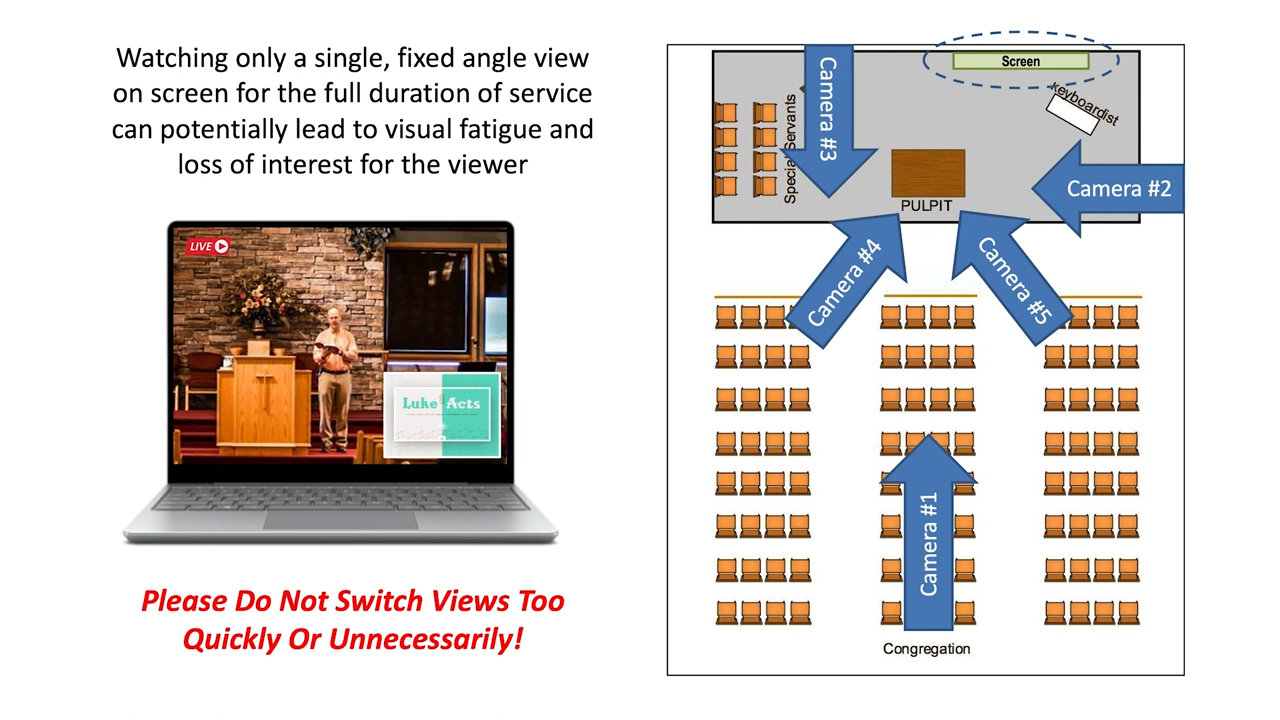 Watching only a single, fixed angle view
on screen for the full duration of service
can potentially lead to visual fatigue and
loss of interest for the viewer
LIVE
Luke Acts
Please Do Not Switch Views Too
Quickly Or Unnecessarily!
Screen
Camera #3
Special Servants
keyboardist
Camera #2
PULPIT
Camera #4
Camera #5
Camera #1
Congregation